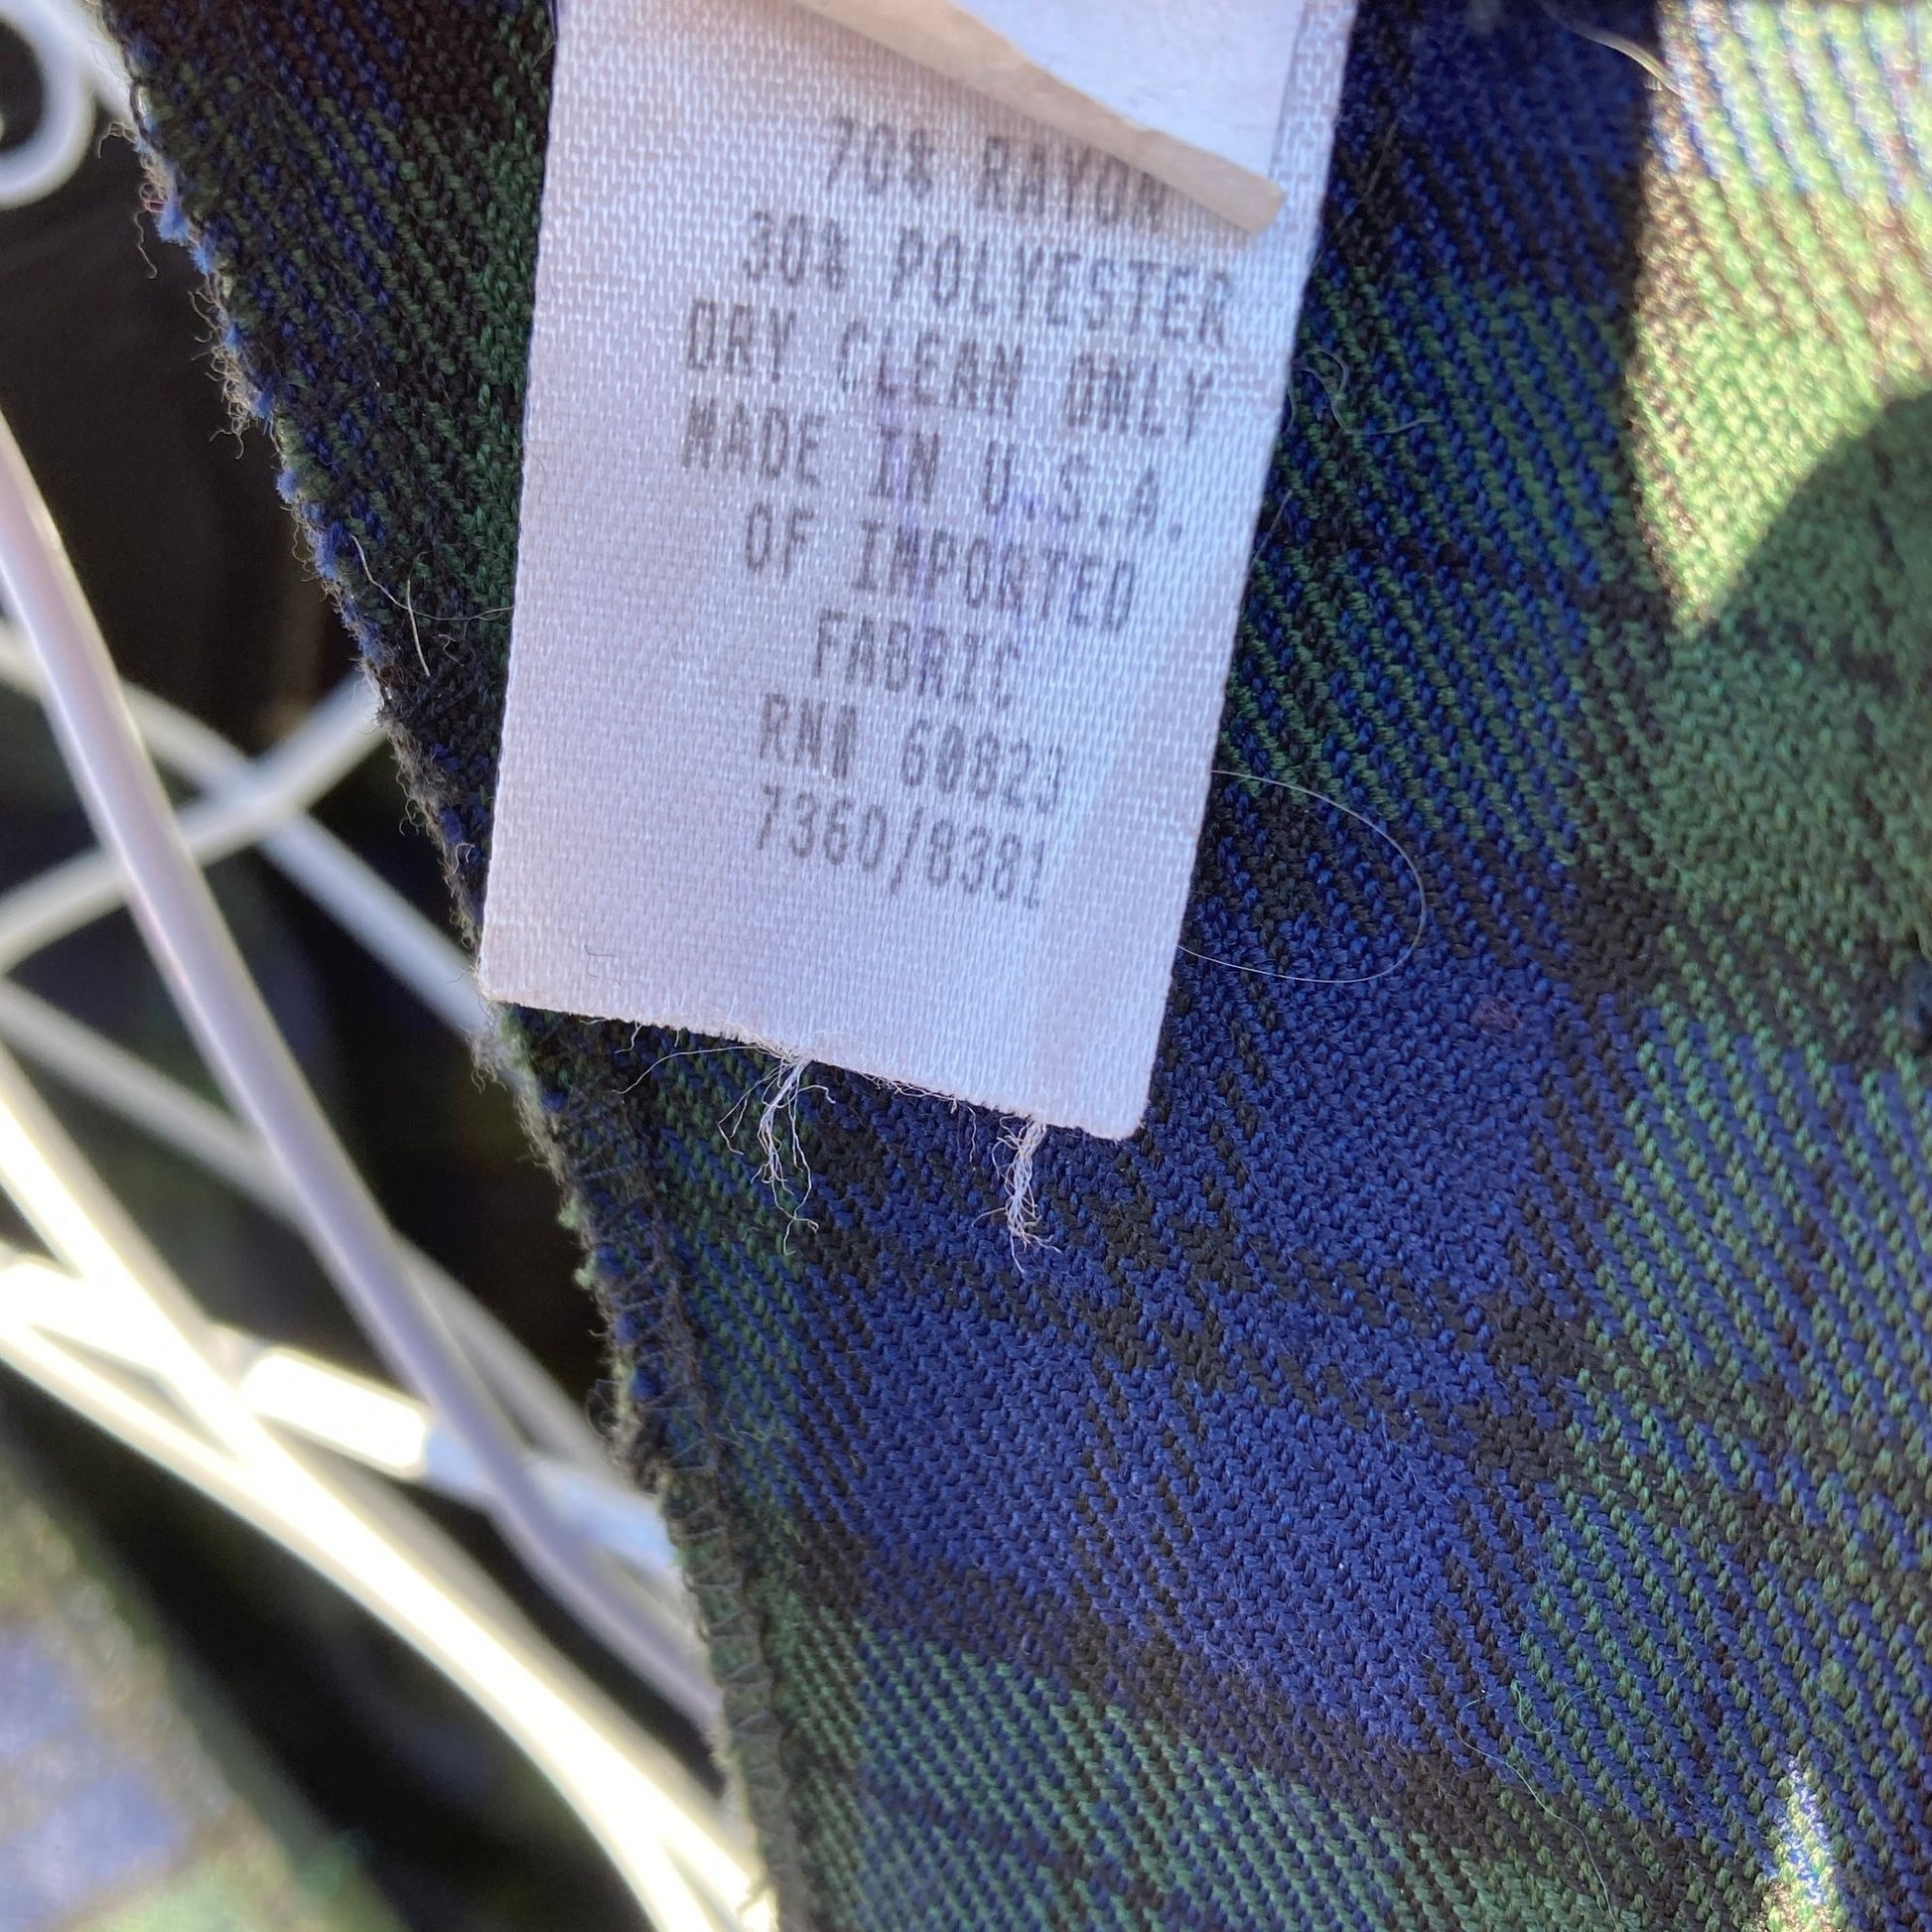 70% RAYON
30% POLYESTER
DRY CLEAN ONLY
MADE IN U.S.A.
OF IMPORTED
FABRIC
RN# 60823
7360/8381